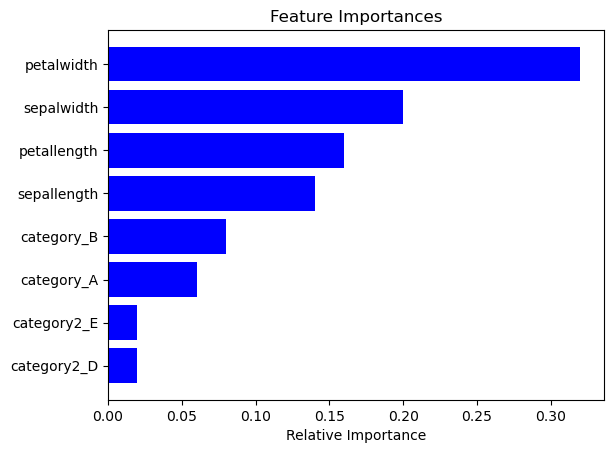 Feature Importances
petalwidth
sepalwidth
petallength
sepallength
category_B
category_A
category2_E
category2_D
0.00 0.05 0.10 0.15 0.20 0.25 0.30
Relative Importance